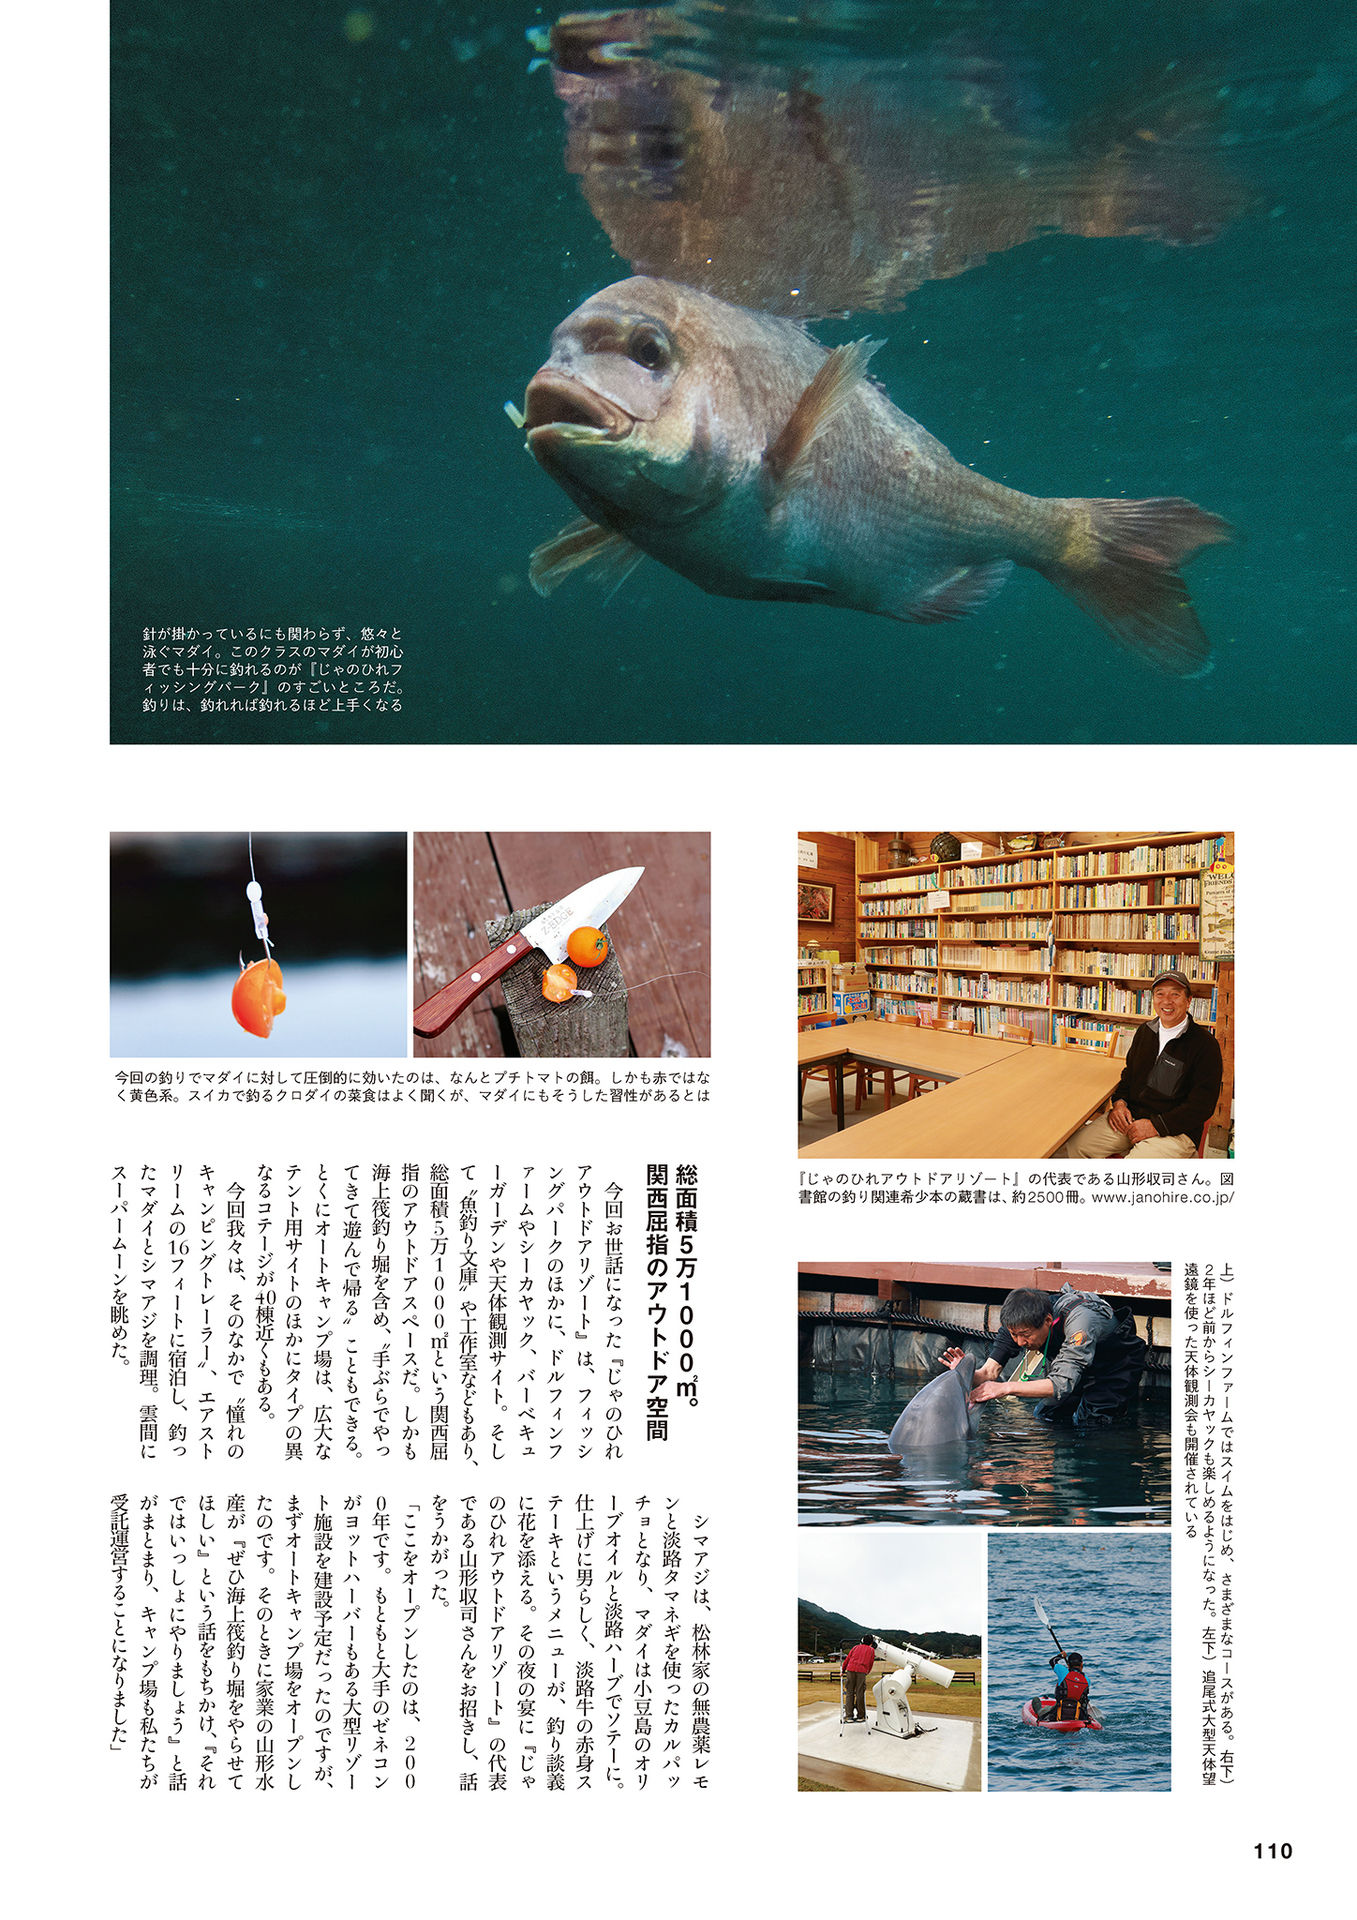 針が掛かっているにも関わらず、悠々と
泳ぐマダイ。このクラスのマダイが初心
者でも十分に釣れるのが『じゃのひれフ
ィッシングパーク』のすごいところだ。
釣りは、釣れれば釣れるほど上手くなる
Z-EDGE
今回の釣りでマダイに対して圧倒的に効いたのは、なんとプチトマトの餌。しかも赤ではな
く黄色系。スイカで釣るクロダイの菜食はよく聞くが、マダイにもそうした習性があるとは
『じゃのひれアウトドアリゾート』の代表である山形収司さん。図
書館の釣り関連希少本の蔵書は、約2500冊。www.janohire.co.jp/
上）ドルフィンファームではスイムをはじめ、さまざまなコースがある。右下）
2年ほど前からシーカヤックも楽しめるようになった。左下）追尾式大型天体望
遠鏡を使った天体観測会も開催されている
総面積5万1000㎡。
関西屈指のアウトドア空間
今回お世話になった『じゃのひれ
アウトドアリゾート』は、フィッシ
ングパークのほかに、ドルフィンフ
ァームやシーカヤック、バーベキュ
ーガーデンや天体観測サイト。そし
て〝魚釣り文庫〟や工作室などもあり、
総面積5万1000㎡という関西屈
指のアウトドアスペースだ。しかも
海上筏釣り堀を含め、〝手ぶらでやっ
てきて遊んで帰る〟こともできる。
とくにオートキャンプ場は、広大な
テント用サイトのほかにタイプの異
なるコテージが40棟近くもある。
今回我々は、そのなかで〝憧れの
キャンピングトレーラー〟、エアスト
リームの16フィートに宿泊し、釣っ
たマダイとシマアジを調理。雲間に
スーパームーンを眺めた。
シマアジは、松林家の無農薬レモ
ンと淡路タマネギを使ったカルパッ
チョとなり、マダイは小豆島のオリ
ーブオイルと淡路ハーブでソテーに。
仕上げに男らしく、淡路牛の赤身ス
テーキというメニューが、釣り談義
に花を添える。その夜の宴に『じゃ
のひれアウトドアリゾート』の代表
である山形収司さんをお招きし、話
をうかがった。
「ここをオープンしたのは、200
0年です。もともと大手のゼネコン
がヨットハーバーもある大型リゾー
ト施設を建設予定だったのですが、
まずオートキャンプ場をオープンし
たのです。そのときに家業の山形水
産が『ぜひ海上筏釣り堀をやらせて
ほしい』という話をもちかけ、『それ
ではいっしょにやりましょう』と話
がまとまり、キャンプ場も私たちが
受託運営することになりました」
110